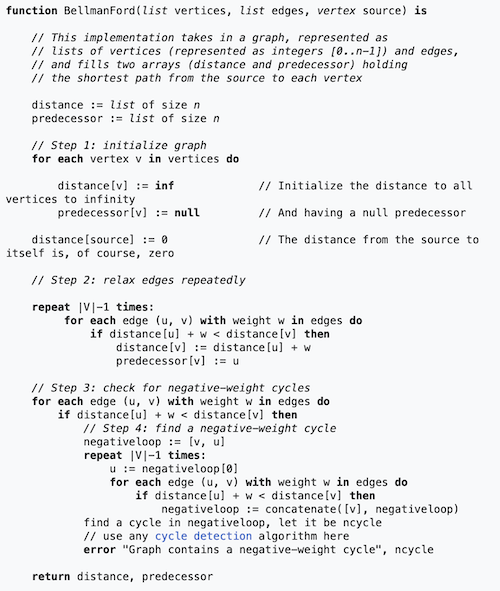 function BellmanFord(list vertices, list edges, vertex source) is
// This implementation takes in a graph, represented as
// lists of vertices (represented as integers [0..n-1]) and edges,
// and fills two arrays (distance and predecessor) holding
// the shortest path from the source to each vertex
distance := list of size n
predecessor := list of size n
// Step 1: initialize graph
for each vertex v in vertices do
distance[v] := inf // Initialize the distance to all
vertices to infinity
predecessor[v] := null // And having a null predecessor
distance[source] := 0 // The distance from the source to
itself is, of course, zero
// Step 2: relax edges repeatedly
repeat |V|-1 times:
for each edge (u, v) with weight w in edges do
if distance[u] + w < distance[v] then
distance[v] := distance[u] + w
predecessor[v] := u
// Step 3: check for negative-weight cycles
for each edge (u, v) with weight w in edges do
if distance[u] + w < distance[v] then
// Step 4: find a negative-weight cycle
negativeloop := [v, u]
repeat |V|-1 times:
u := negativeloop[0]
for each edge (u, v) with weight w in edges do
if distance[u] + w < distance[v] then
negativeloop := concatenate([v], negativeloop)
find a cycle in negativeloop, let it be ncycle
// use any cycle detection algorithm here
error "Graph contains a negative-weight cycle", ncycle
return distance, predecessor